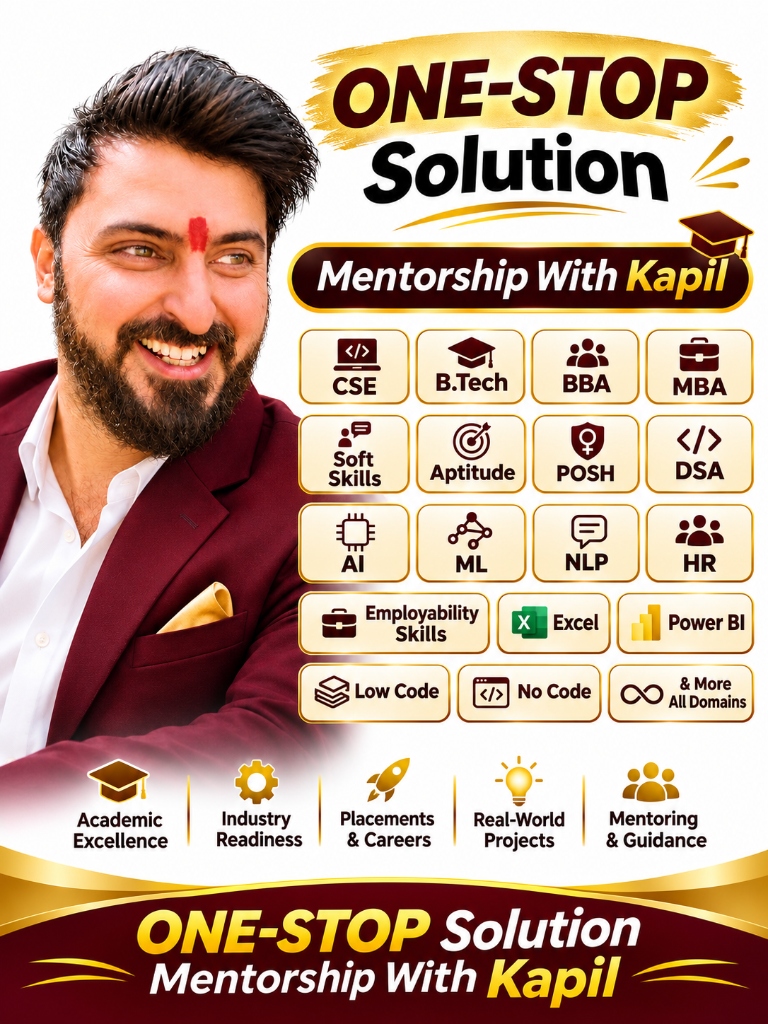 ONE-STOP
Solution
Mentorship With Kapil
CSE
B.Tech
BBA
MBA
Soft
Skills
Aptitude
POSH
DSA
AI
ML
NLP
HR
Employability
Skills
X
Excel
Power BI
Low Code
No Code
& More
All Domains
Academic
Excellence
Industry
Readiness
Placements
& Careers
Real-World
Projects
Mentoring
& Guidance
ONE-STOP Solution
Mentorship With Kapil